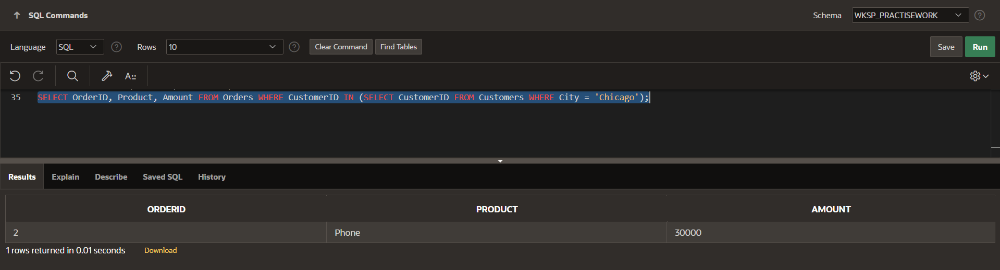 SQL Commands Schema WKSP_PRACTISEWORK ?
Language SQL ? Rows 10 ? Clear Command Find Tables Save Run
A::
35 SELECT OrderID, Product, Amount FROM Orders WHERE CustomerID IN (SELECT CustomerID FROM Customers WHERE City = 'Chicago');
Results Explain Describe Saved SQL History
ORDERID PRODUCT AMOUNT
2 Phone 30000
1 rows returned in 0.01 seconds Download